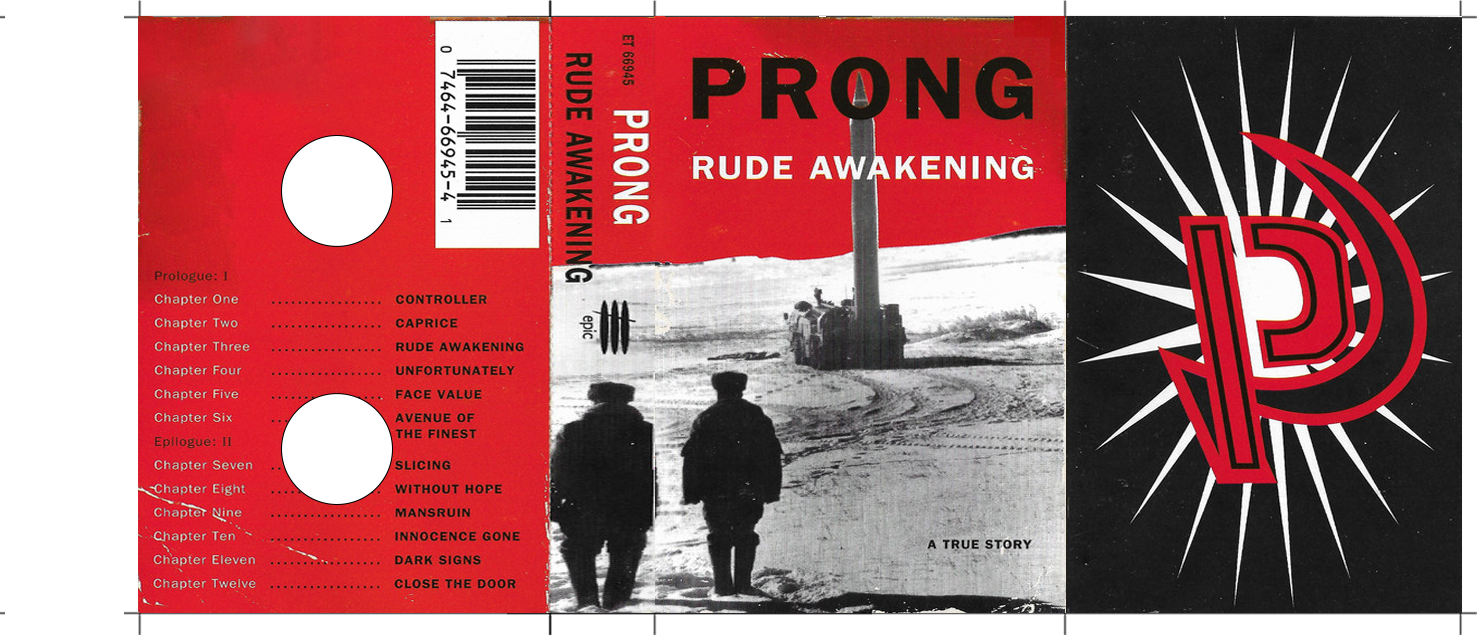 0 7464-66945-4 1
Prologue: I
Chapter One ................. CONTROLLER
Chapter Two ................. CAPRICE
Chapter Three ................. RUDE AWAKENING
Chapter Four ................. UNFORTUNATELY
Chapter Five ... FACE VALUE
Chapter Six .. AVENUE OF
THE FINEST
Epilogue: II
Chapter Seven .. SLICING
Chapter Eight ... WITHOUT HOPE
Chapter Nine ................. MANSRUIN
Chapter Ten ................. INNOCENCE GONE
Chapter Eleven ................. DARK SIGNS
Chapter Twelve ................. CLOSE THE DOOR
ET 66945
PRONG
RUDE AWAKENING
epic
PRONG
RUDE AWAKENING
A TRUE STORY
P